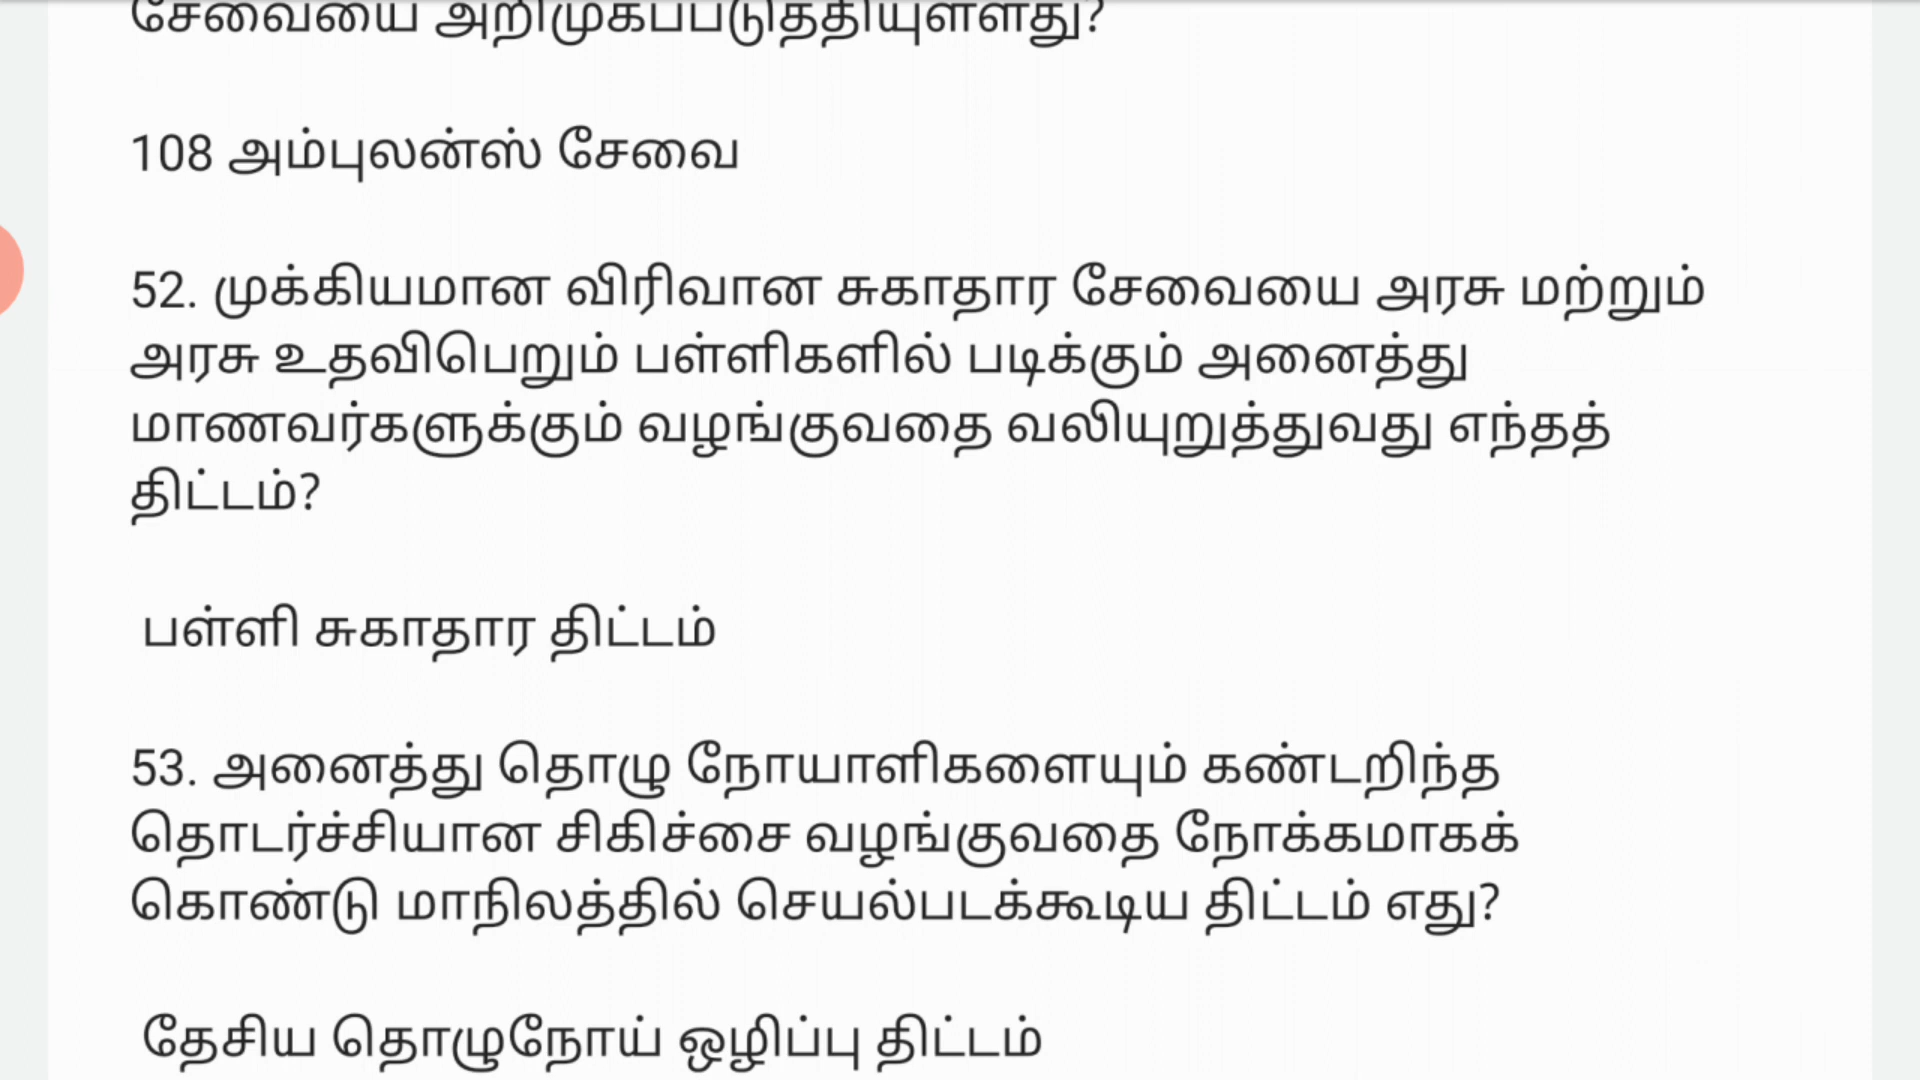 சேவையை அறிமுகப்படுத்தியுள்ளது?
108 அம்புலன்ஸ் சேவை
52. முக்கியமான விரிவான சுகாதார சேவையை அரசு மற்றும்
அரசு உதவிபெறும் பள்ளிகளில் படிக்கும் அனைத்து
மாணவர்களுக்கும் வழங்குவதை வலியுறுத்துவது எந்தத்
திட்டம்?
பள்ளி சுகாதார திட்டம்
53. அனைத்து தொழு நோயாளிகளையும் கண்டறிந்த
தொடர்ச்சியான சிகிச்சை வழங்குவதை நோக்கமாகக்
கொண்டு மாநிலத்தில் செயல்படக்கூடிய திட்டம் எது?
தேசிய தொழுநோய் ஒழிப்பு திட்டம்